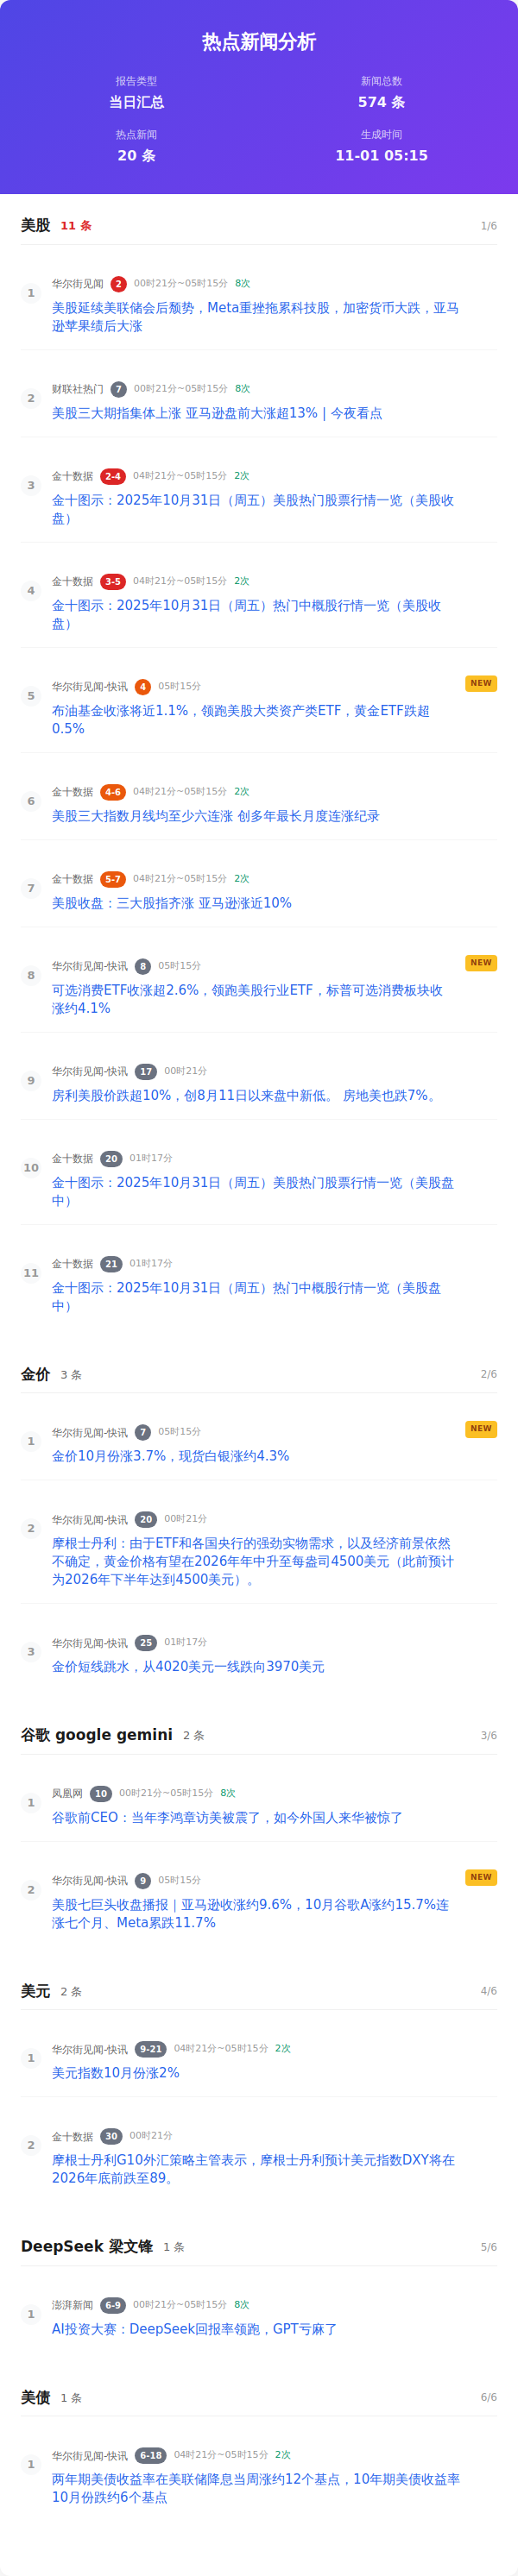 热点新闻分析
报告类型
当日汇总
新闻总数
574 条
热点新闻
20 条
生成时间
11-01 05:15
美股 11 条 1/6
1 华尔街见闻 2 00时21分~05时15分 8次
美股延续美联储会后颓势，Meta重挫拖累科技股，加密货币大跌，亚马
逊苹果绩后大涨
2 财联社热门 7 00时21分~05时15分 8次
美股三大期指集体上涨 亚马逊盘前大涨超13% | 今夜看点
3 金十数据 2-4 04时21分~05时15分 2次
金十图示：2025年10月31日（周五）美股热门股票行情一览（美股收
盘）
4 金十数据 3-5 04时21分~05时15分 2次
金十图示：2025年10月31日（周五）热门中概股行情一览（美股收
盘）
5 华尔街见闻-快讯 4 05时15分 NEW
布油基金收涨将近1.1%，领跑美股大类资产类ETF，黄金ETF跌超
0.5%
6 金十数据 4-6 04时21分~05时15分 2次
美股三大指数月线均至少六连涨 创多年最长月度连涨纪录
7 金十数据 5-7 04时21分~05时15分 2次
美股收盘：三大股指齐涨 亚马逊涨近10%
8 华尔街见闻-快讯 8 05时15分 NEW
可选消费ETF收涨超2.6%，领跑美股行业ETF，标普可选消费板块收
涨约4.1%
9 华尔街见闻-快讯 17 00时21分
房利美股价跌超10%，创8月11日以来盘中新低。 房地美也跌7%。
10 金十数据 20 01时17分
金十图示：2025年10月31日（周五）美股热门股票行情一览（美股盘
中）
11 金十数据 21 01时17分
金十图示：2025年10月31日（周五）热门中概股行情一览（美股盘
中）
金价 3 条 2/6
1 华尔街见闻-快讯 7 05时15分 NEW
金价10月份涨3.7%，现货白银涨约4.3%
2 华尔街见闻-快讯 20 00时21分
摩根士丹利：由于ETF和各国央行的强劲实物需求，以及经济前景依然
不确定，黄金价格有望在2026年年中升至每盎司4500美元（此前预计
为2026年下半年达到4500美元）。
3 华尔街见闻-快讯 25 01时17分
金价短线跳水，从4020美元一线跌向3970美元
谷歌 google gemini 2 条 3/6
1 凤凰网 10 00时21分~05时15分 8次
谷歌前CEO：当年李鸿章访美被震了，如今外国人来华被惊了
2 华尔街见闻-快讯 9 05时15分 NEW
美股七巨头收盘播报｜亚马逊收涨约9.6%，10月谷歌A涨约15.7%连
涨七个月、Meta累跌11.7%
美元 2 条 4/6
1 华尔街见闻-快讯 9-21 04时21分~05时15分 2次
美元指数10月份涨2%
2 金十数据 30 00时21分
摩根士丹利G10外汇策略主管表示，摩根士丹利预计美元指数DXY将在
2026年底前跌至89。
DeepSeek 梁文锋 1 条 5/6
1 澎湃新闻 6-9 00时21分~05时15分 8次
AI投资大赛：DeepSeek回报率领跑，GPT亏麻了
美债 1 条 6/6
1 华尔街见闻-快讯 6-18 04时21分~05时15分 2次
两年期美债收益率在美联储降息当周涨约12个基点，10年期美债收益率
10月份跌约6个基点